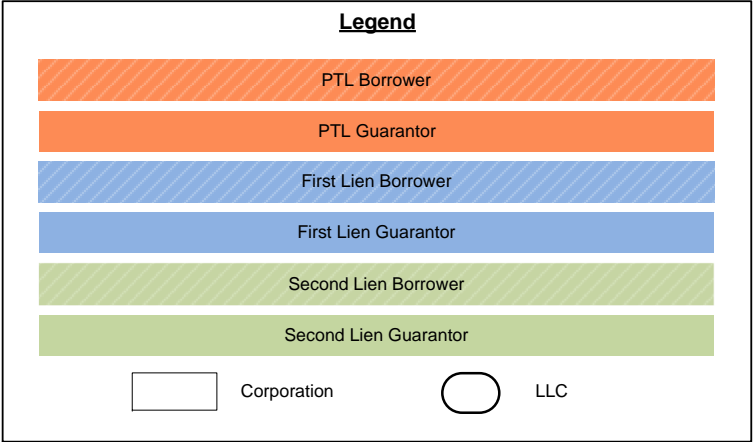 Legend
PTL Borrower
PTL Guarantor
First Lien Borrower
First Lien Guarantor
Second Lien Borrower
Second Lien Guarantor
Corporation LLC